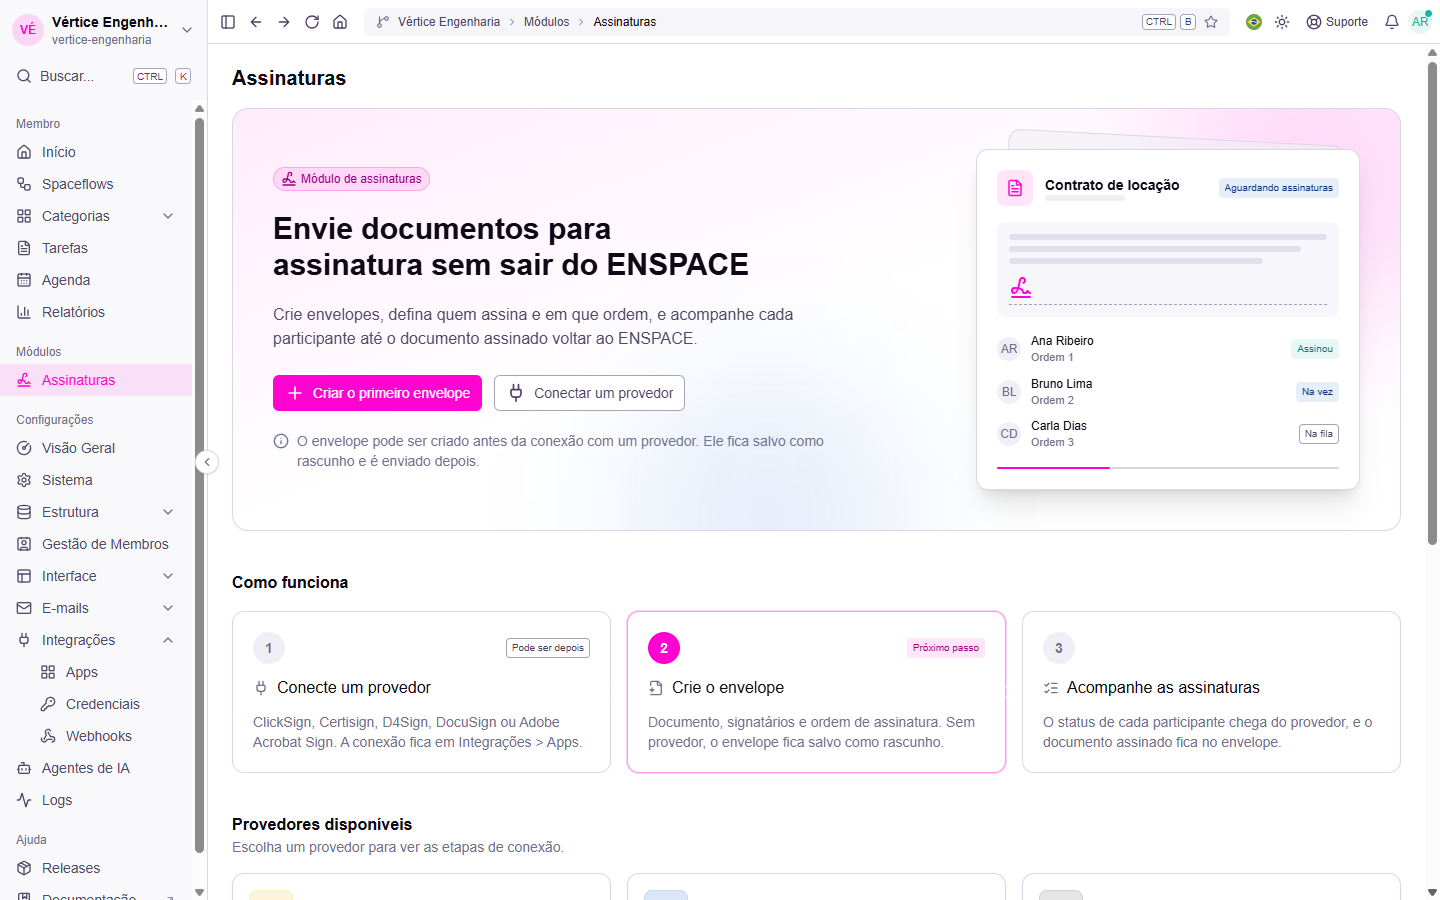 VÉ
Vértice Engenh...
vertice-engenharia
Buscar...
CTRL
K
Membro
Início
Spaceflows
Categorias
Tarefas
Agenda
Relatórios
Módulos
Assinaturas
Configurações
Visão Geral
Sistema
Estrutura
Gestão de Membros
Interface
E-mails
Integrações
Apps
Credenciais
Webhooks
Agentes de IA
Logs
Ajuda
Releases
Documentação
Vértice Engenharia
Módulos
Assinaturas
CTRL
B
Suporte
AR
Assinaturas
Módulo de assinaturas
Envie documentos para
assinatura sem sair do ENSPACE
Crie envelopes, defina quem assina e em que ordem, e acompanhe cada
participante até o documento assinado voltar ao ENSPACE.
Criar o primeiro envelope
Conectar um provedor
O envelope pode ser criado antes da conexão com um provedor. Ele fica salvo como
rascunho e é enviado depois.
Contrato de locação
Aguardando assinaturas
AR
Ana Ribeiro
Ordem 1
Assinou
BL
Bruno Lima
Ordem 2
Na vez
CD
Carla Dias
Ordem 3
Na fila
Como funciona
1
Pode ser depois
Conecte um provedor
ClickSign, Certisign, D4Sign, DocuSign ou Adobe
Acrobat Sign. A conexão fica em Integrações > Apps.
2
Próximo passo
Crie o envelope
Documento, signatários e ordem de assinatura. Sem
provedor, o envelope fica salvo como rascunho.
3
Acompanhe as assinaturas
O status de cada participante chega do provedor, e o
documento assinado fica no envelope.
Provedores disponíveis
Escolha um provedor para ver as etapas de conexão.